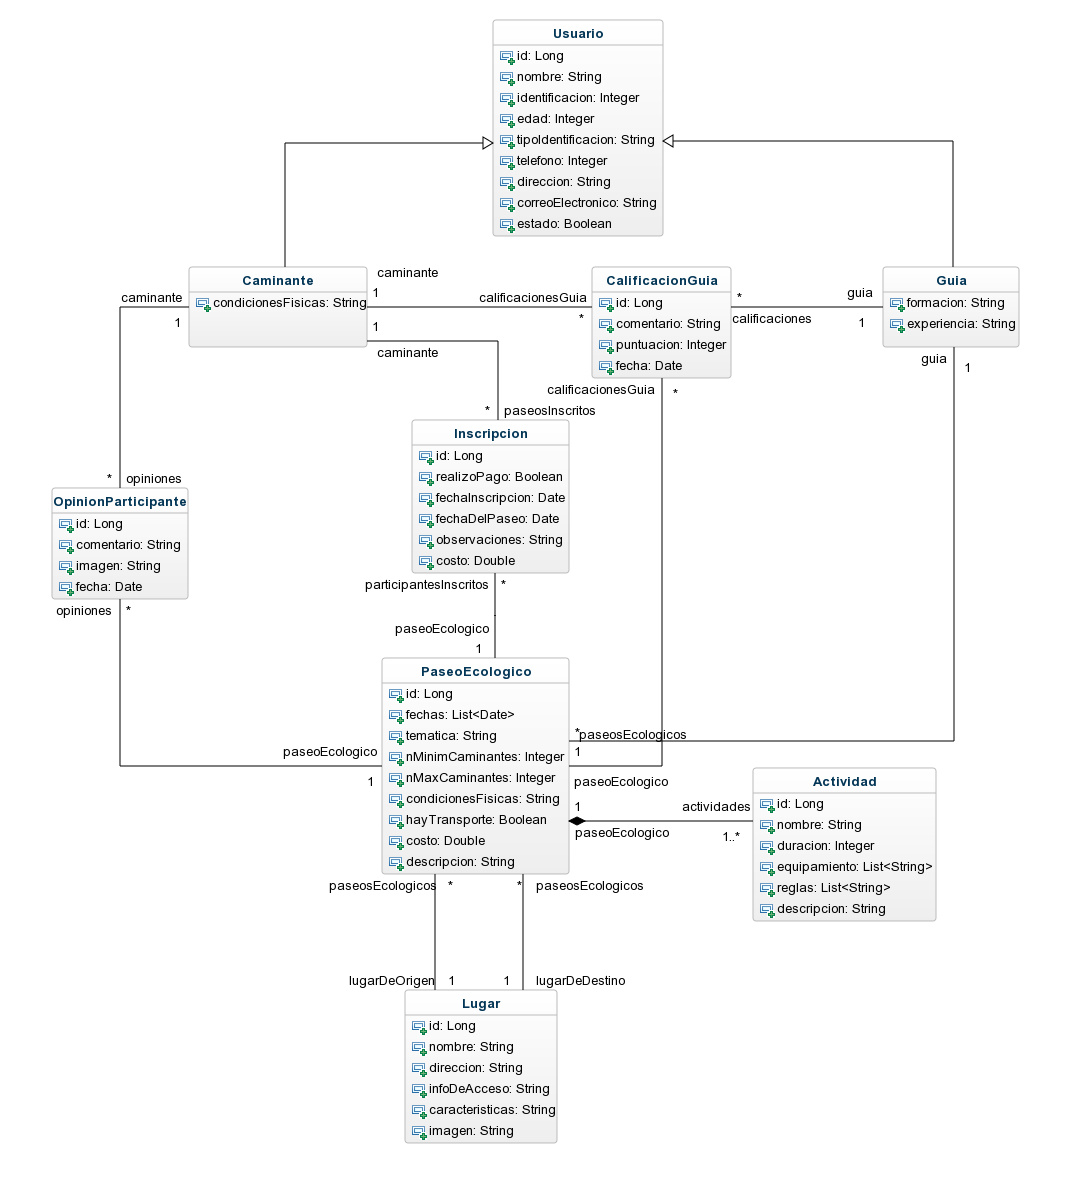 Usuario
id: Long
nombre: String
identificacion: Integer
edad: Integer
tipoIdentificacion: String
telefono: Integer
direccion: String
correoElectronico: String
estado: Boolean
Caminante
condicionesFisicas: String
caminante
1
calificacionesGuia
*
CalificacionGuia
id: Long
comentario: String
puntuacion: Integer
fecha: Date
*
calificaciones
guia
1
Guia
formacion: String
experiencia: String
guia
1
caminante
1
1
caminante
calificacionesGuia
*
*
paseosInscritos
Inscripcion
id: Long
realizoPago: Boolean
fechaInscripcion: Date
fechaDelPaseo: Date
observaciones: String
costo: Double
*
opiniones
OpinionParticipante
id: Long
comentario: String
imagen: String
fecha: Date
opiniones
*
participantesInscritos
*
paseoEcologico
1
PaseoEcologico
id: Long
fechas: List<Date>
tematica: String
nMinimCaminantes: Integer
nMaxCaminantes: Integer
condicionesFisicas: String
hayTransporte: Boolean
costo: Double
descripcion: String
paseoEcologico
1
*
paseosEcologicos
1
paseoEcologico
1
paseoEcologico
actividades
1..*
Actividad
id: Long
nombre: String
duracion: Integer
equipamiento: List<String>
reglas: List<String>
descripcion: String
paseosEcologicos
*
*
paseosEcologicos
lugarDeOrigen
1
1
lugarDeDestino
Lugar
id: Long
nombre: String
direccion: String
infoDeAcceso: String
caracteristicas: String
imagen: String